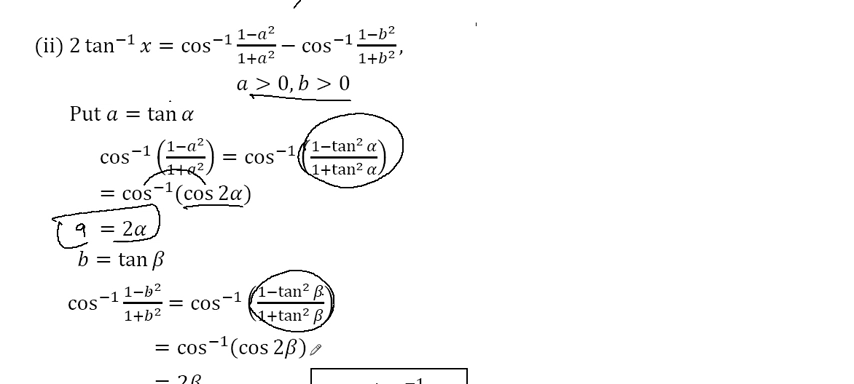 (ii) 2 tan⁻¹ x = cos⁻¹ (1−a²)/(1+a²) − cos⁻¹ (1−b²)/(1+b²),
a > 0, b > 0
Put a = tan α
cos⁻¹ ((1−a²)/(1+a²)) = cos⁻¹ ((1−tan² α)/(1+tan² α))
= cos⁻¹(cos 2α)
= 2α
b = tan β
cos⁻¹ (1−b²)/(1+b²) = cos⁻¹ ((1−tan² β)/(1+tan² β))
= cos⁻¹(cos 2β)
= 2β